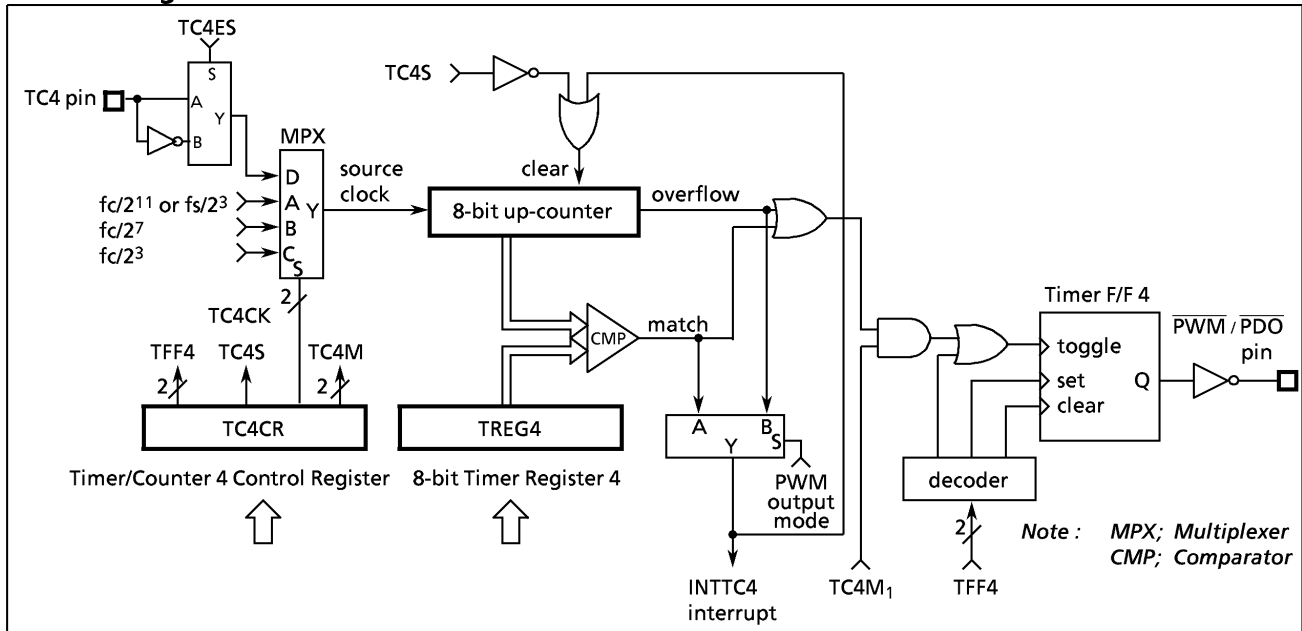 TC4ES
S
TC4 pin
A
Y
B
TC4S
MPX
D
A
B
C
Y
S
fc/2¹¹ or fs/2³
fc/2⁷
fc/2³
source
clock
clear
8-bit up-counter
overflow
2
TC4CK
TFF4
TC4S
TC4M
2
2
CMP
match
TC4CR
TREG4
Timer/Counter 4 Control Register
8-bit Timer Register 4
A
B
Y
S
PWM
output
mode
INTTC4
interrupt
TC4M₁
Timer F/F 4
toggle
set
clear
Q
PWM / PDO
pin
decoder
2
TFF4
Note : MPX; Multiplexer
CMP; Comparator